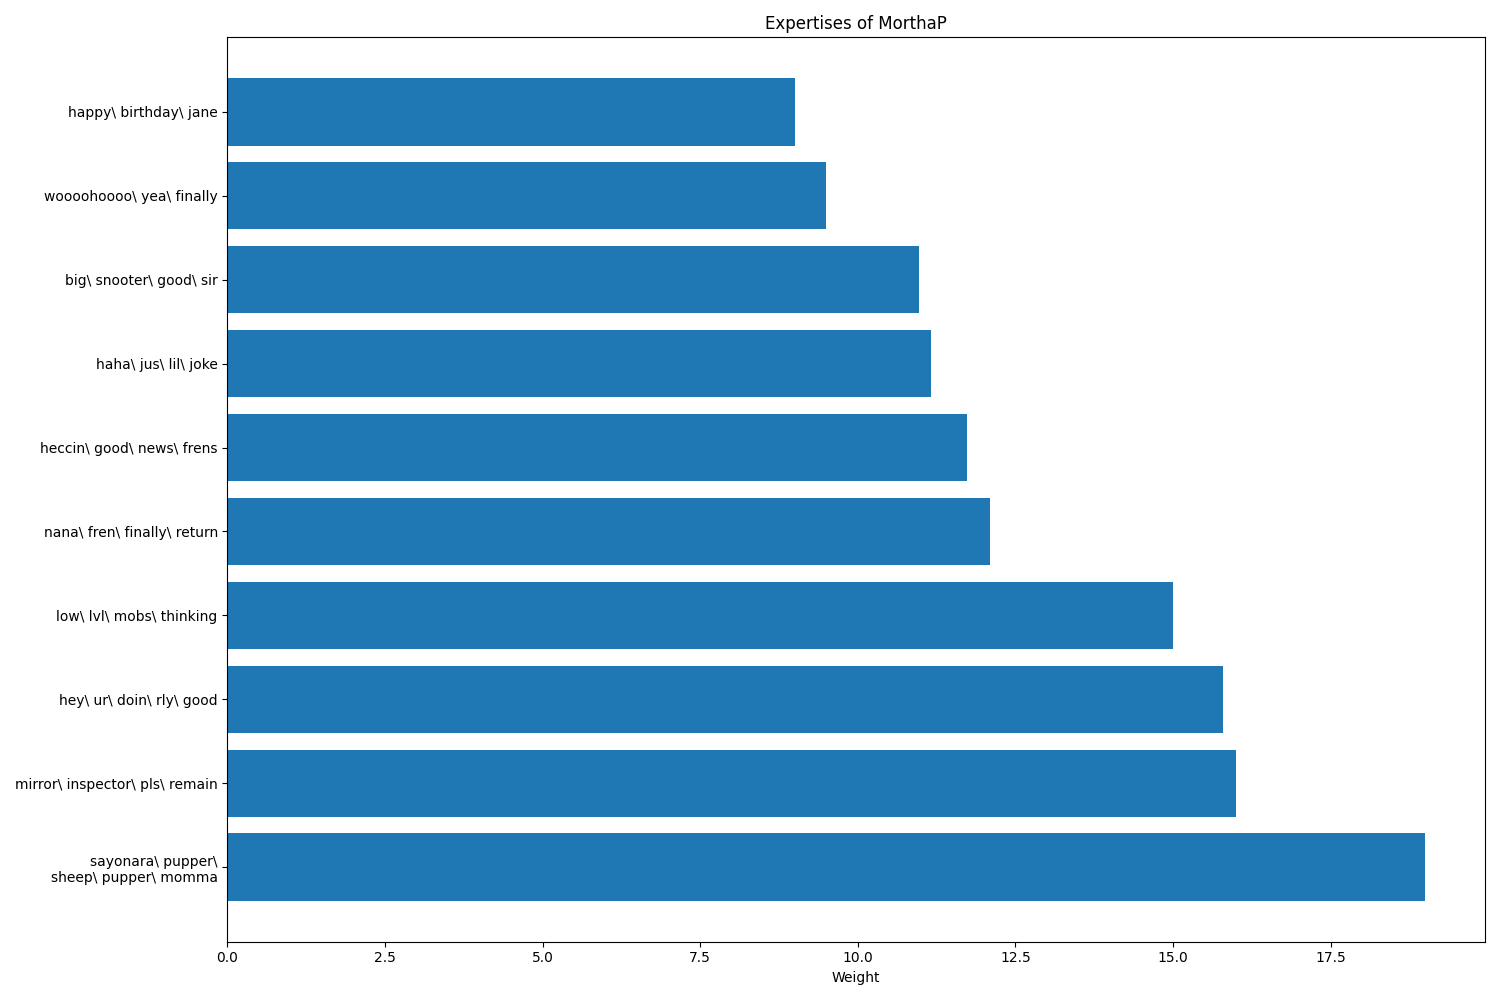 Expertises of MorthaP
happy\ birthday\ jane
woooohoooo\ yea\ finally
big\ snooter\ good\ sir
haha\ jus\ lil\ joke
heccin\ good\ news\ frens
nana\ fren\ finally\ return
low\ lvl\ mobs\ thinking
hey\ ur\ doin\ rly\ good
mirror\ inspector\ pls\ remain
sayonara\ pupper\
sheep\ pupper\ momma
0.0 2.5 5.0 7.5 10.0 12.5 15.0 17.5
Weight